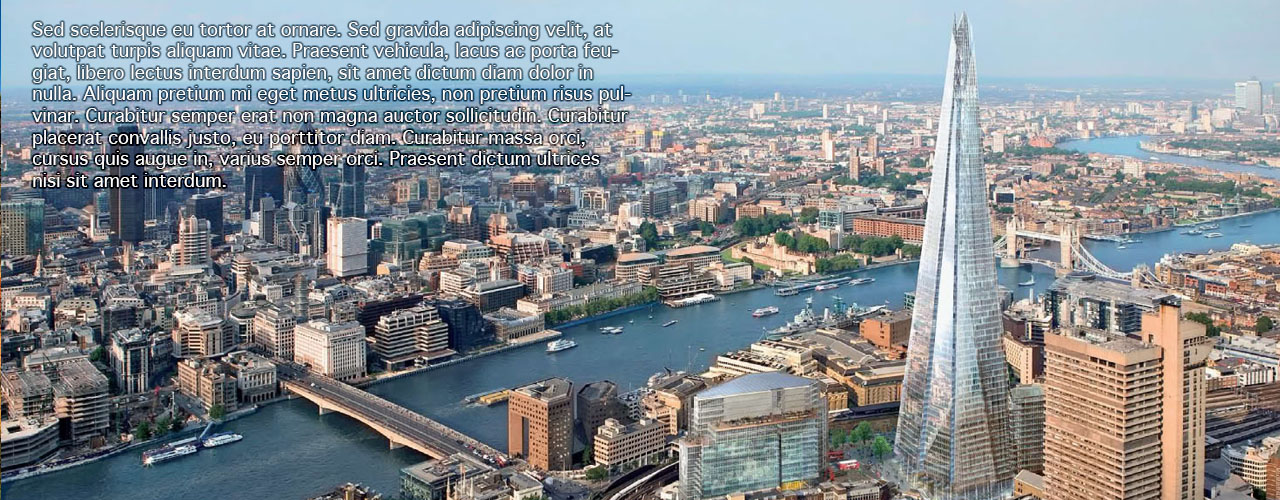 Sed scelerisque eu tortor at ornare. Sed gravida adipiscing velit, at
volutpat turpis aliquam vitae. Praesent vehicula, lacus ac porta feu-
giat, libero lectus interdum sapien, sit amet dictum diam dolor in
nulla. Aliquam pretium mi eget metus ultricies, non pretium risus pul-
vinar. Curabitur semper erat non magna auctor sollicitudin. Curabitur
placerat convallis justo, eu porttitor diam. Curabitur massa orci,
cursus quis augue in, varius semper orci. Praesent dictum ultrices
nisi sit amet interdum.